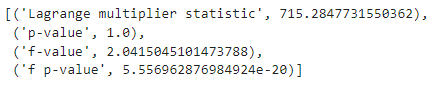 [('Lagrange multiplier statistic', 715.2847731550362),
('p-value', 1.0),
('f-value', 2.0415045101473788),
('f p-value', 5.556962876984924e-20)]